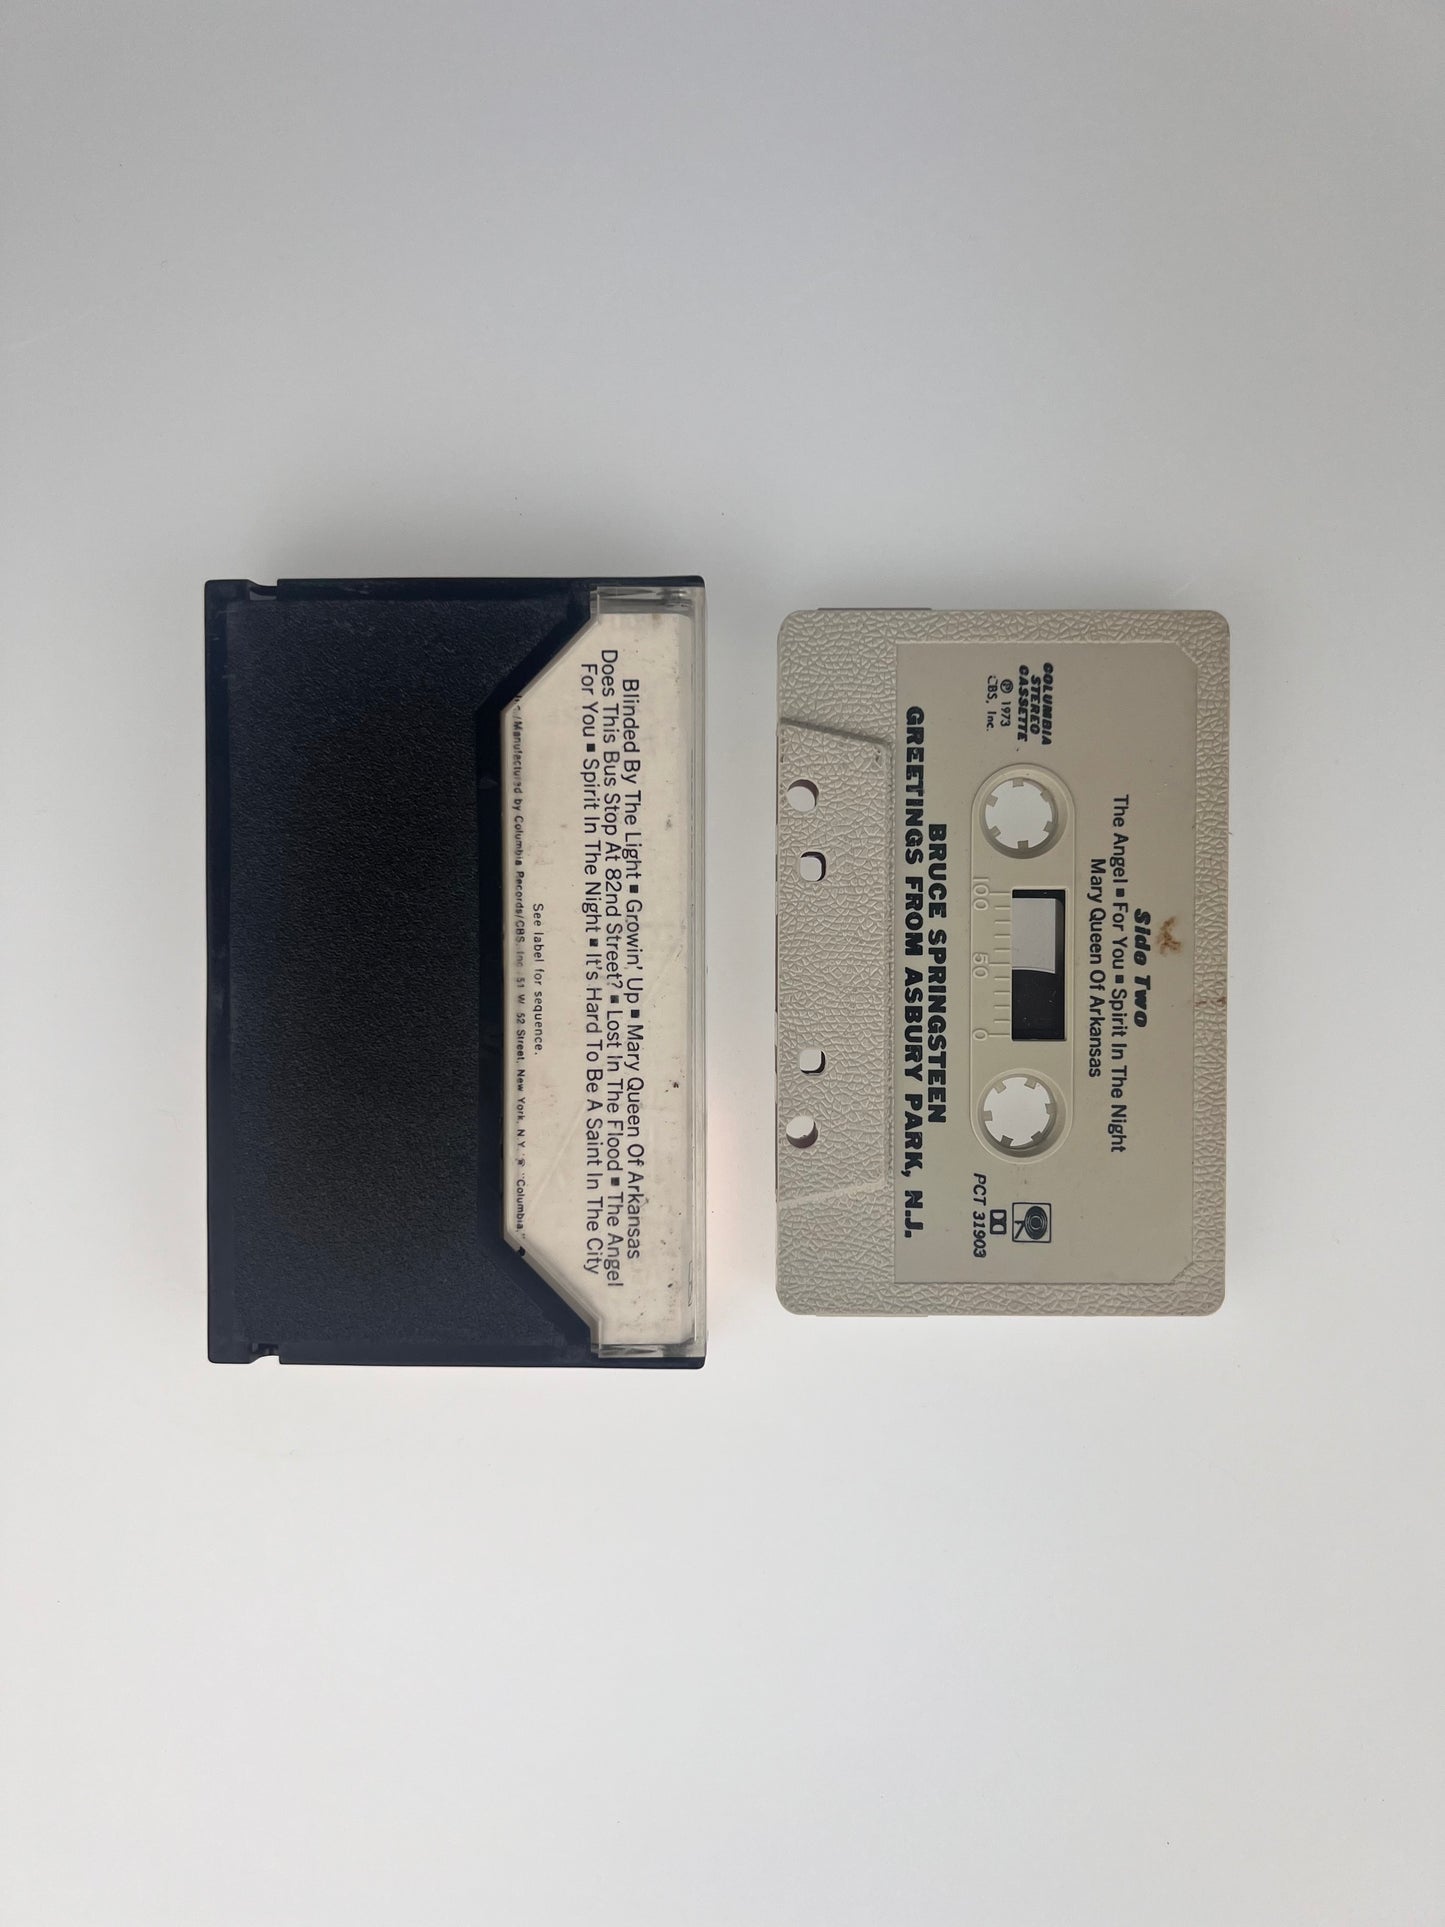 Blinded By The Light ▪ Growin' Up ▪ Mary Queen Of Arkansas
Does This Bus Stop At 82nd Street? ▪ Lost In The Flood ▪ The Angel
For You ▪ Spirit In The Night ▪ It's Hard To Be A Saint In The City
See label for sequence.
/Manufactured by Columbia Records/CBS, Inc. 51 W. 52 Street, New York, N.Y. ® "Columbia,"
Side Two
The Angel ▪ For You ▪ Spirit In The Night
Mary Queen Of Arkansas
COLUMBIA
STEREO
CASSETTE
℗ 1973
CBS, Inc.
100 50 0
PCT 31903
BRUCE SPRINGSTEEN
GREETINGS FROM ASBURY PARK, N.J.